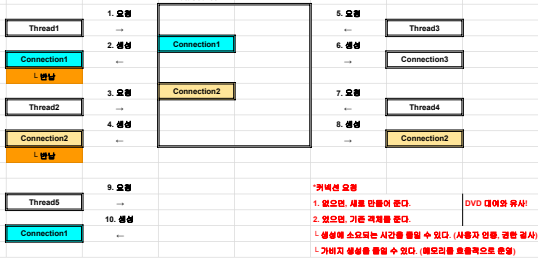 1. 요청
5. 요청
Thread1
→
→
Thread3
2. 생성
Connection1
6. 생성
Connection1
←
←
Connection3
└ 반납
3. 요청
Connection2
7. 요청
Thread2
→
→
Thread4
4. 생성
8. 생성
Connection2
←
←
Connection2
└ 반납
9. 요청
*커넥션 요청
Thread5
→
1. 없으면, 새로 만들어 준다.
DVD 대여와 유사!
10. 생성
2. 있으면, 기존 객체를 준다.
Connection1
←
└ 생성에 소요되는 시간을 줄일 수 있다. (사용자 인증, 권한 검사)
└ 가비지 생성을 줄일 수 있다. (메모리를 효율적으로 운영)